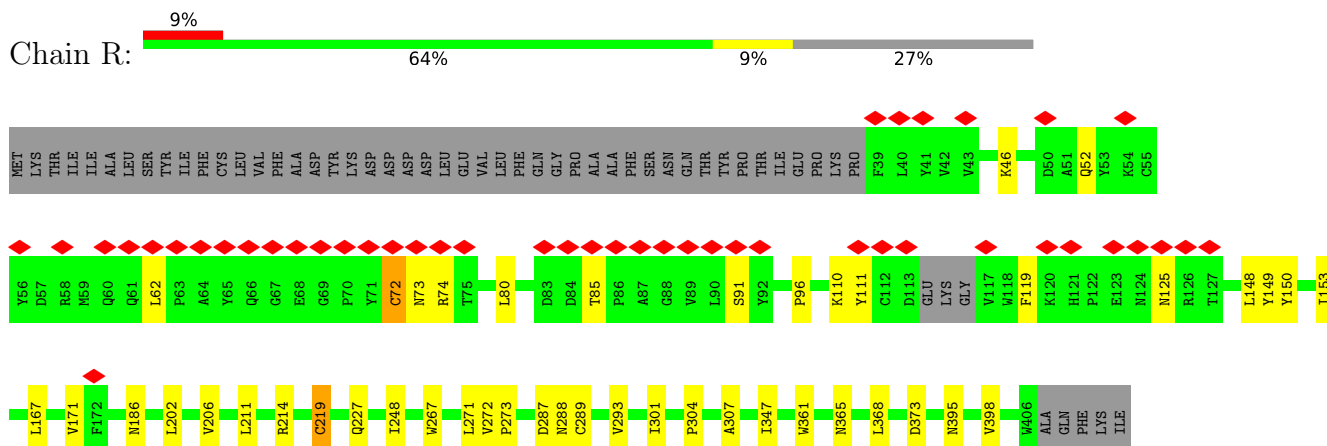 9%
Chain R:
64% 9% 27%
MET LYS THR ILE ILE ALA LEU SER TYR ILE PHE CYS LEU VAL PHE ALA ASP TYR LYS ASP ASP ASP ASP LEU GLU VAL LEU PHE GLN GLY PRO ALA ALA PHE SER ASN GLN THR TYR PRO THR ILE GLU PRO LYS PRO F39 L40 Y41 V42 V43 K46 D50 A51 Q52 Y53 K54 C55
Y56 D57 R58 M59 Q60 Q61 L62 P63 A64 Y65 Q66 G67 E68 G69 P70 Y71 C72 N73 R74 T75 L80 D83 D84 T85 P86 A87 G88 V89 L90 S91 Y92 P96 K110 Y111 C112 D113 GLU LYS GLY V117 W118 F119 K120 H121 P122 E123 N124 N125 R126 T127 L148 Y149 Y150 I153
L167 V171 F172 N186 L202 V206 L211 R214 C219 Q227 I248 W267 L271 V272 P273 D287 N288 C289 V293 I301 P304 A307 I347 W361 N365 L368 D373 N395 V398 W406 ALA GLN PHE LYS ILE